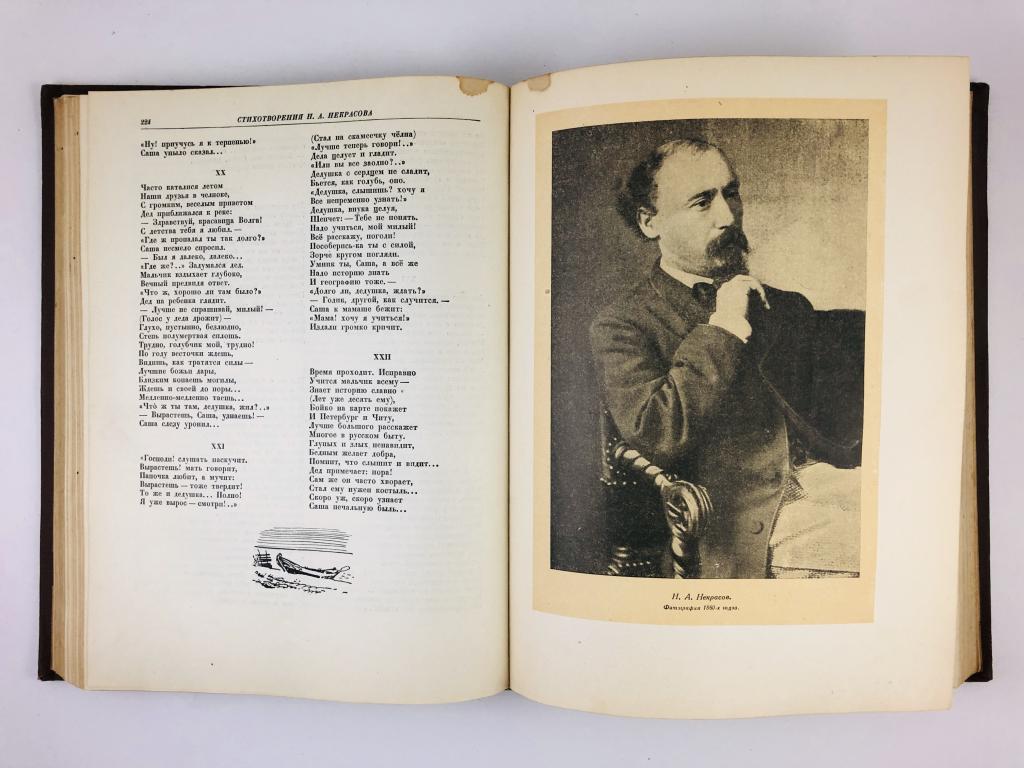 224
СТИХОТВОРЕНИЯ Н. А. НЕКРАСОВА
«Ну! приучусь я к терпенью!»
Саша уныло сказал...
XX
Часто каталися летом
Наши друзья в челноке,
С громким, веселым приветом
Дед приближался к реке:
— Здравствуй, красавица Волга!
С детства тебя я любил. —
«Где ж пропадал ты так долго?»
Саша несмело спросил.
— Был я далеко, далеко...
«Где же?..» Задумался дед.
Мальчик вздыхает глубоко,
Вечный предвидя ответ.
«Что ж, хорошо ли там было?»
Дед на ребенка глядит.
— Лучше не спрашивай, милый! —
(Голос у деда дрожит) —
Глухо, пустынно, безлюдно,
Степь полумертвая сплошь.
Трудно, голубчик мой, трудно!
По году весточки ждешь,
Видишь, как тратятся силы —
Лучшие божьи дары,
Близким копаешь могилы,
Ждешь и своей до поры...
Медленно-медленно таешь...
«Что ж ты там, дедушка, жил?..»
— Вырастешь, Саша, узнаешь! —
Саша слезу уронил...
XXI
«Господи! слушать наскучит.
Вырастешь! мать говорит,
Папочка любит, а мучит:
Вырастешь — тоже твердит!
То же и дедушка... Полно!
Я уже вырос — смотри!..»
(Стал на скамеечку чёлна)
«Лучше теперь говори!..»
Деда целует и гладит.
«Или вы все заодно?..»
Дедушка с сердцем не сладит,
Бьется, как голубь, оно.
«Дедушка, слышишь? хочу я
Все непременно узнать!»
Дедушка, внука целуя,
Шепчет: — Тебе не понять.
Надо учиться, мой милый!
Всё расскажу, погоди!
Пособерись-ка ты с силой,
Зорче кругом погляди.
Умник ты, Саша, а всё же
Надо историю знать
И географию тоже. —
«Долго ли, дедушка, ждать?»
— Годик, другой, как случится. —
Саша к мамаше бежит:
«Мама! хочу я учиться!»
Издали громко кричит.
XXII
Время проходит. Исправно
Учится мальчик всему —
Знает историю славно
(Лет уже десять ему),
Бойко на карте покажет
И Петербург и Читу,
Лучше большого расскажет
Многое в русском быту.
Глупых и злых ненавидит,
Бедным желает добра,
Помнит, что слышит и видит...
Дед примечает: пора!
Сам же он часто хворает,
Стал ему нужен костыль...
Скоро уж, скоро узнает
Саша печальную быль...
Н. А. Некрасов.
Фотография 1860-х годов.